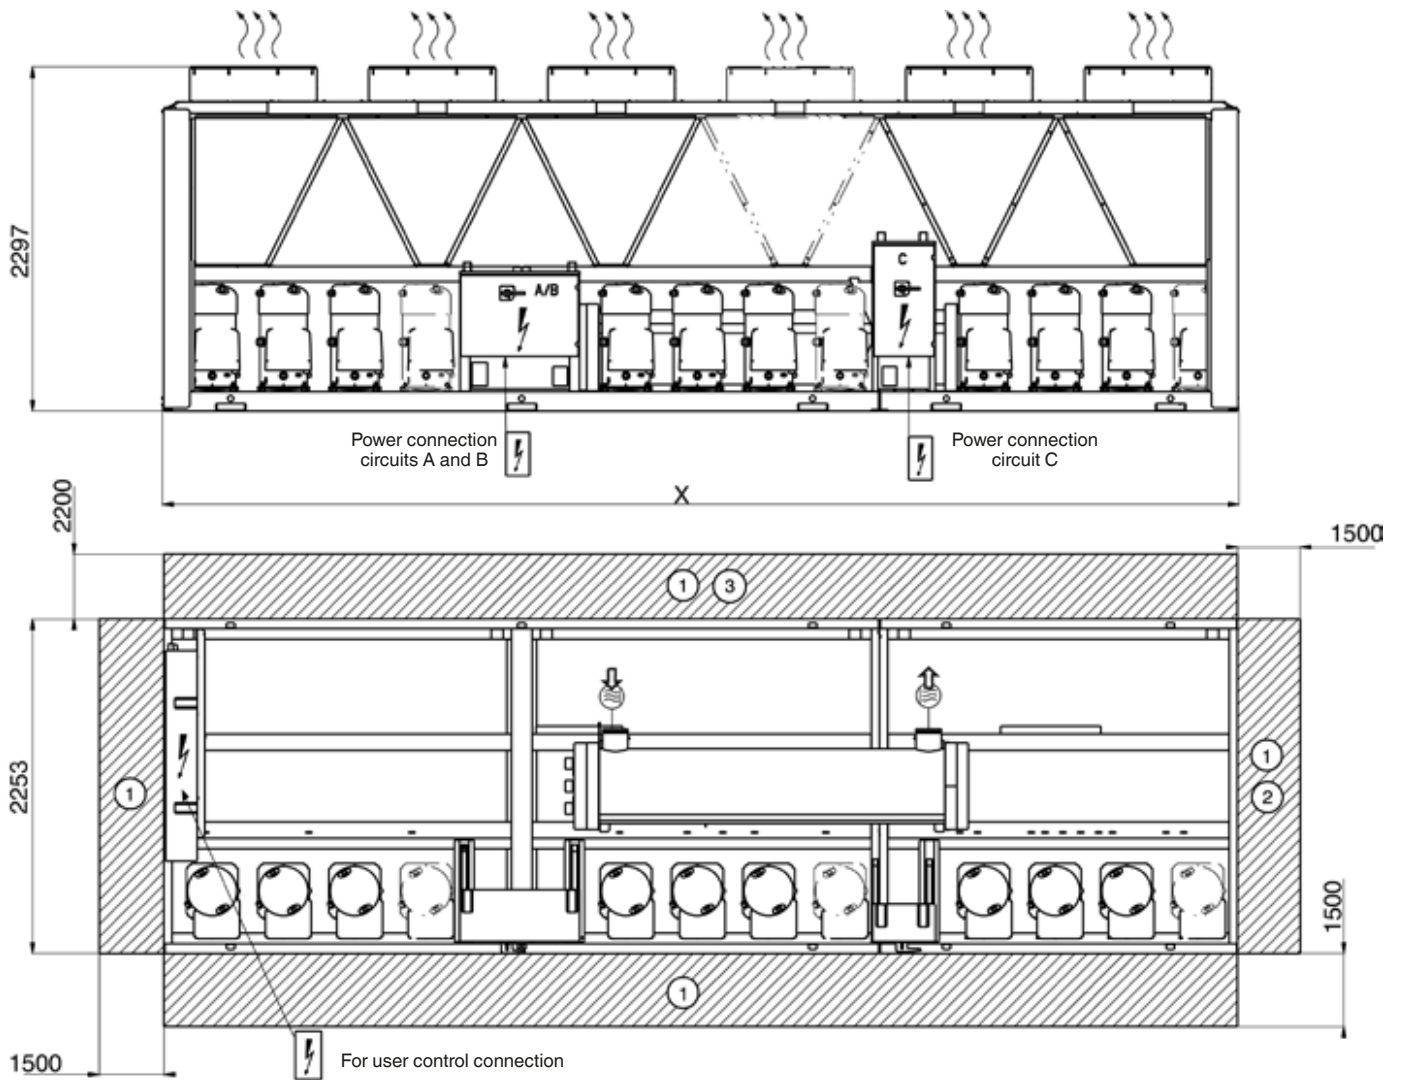 2297
A/B
C
Power connection
circuits A and B
Power connection
circuit C
X
2200
1500
1
3
2253
1
1
2
1500
1
1500
For user control connection